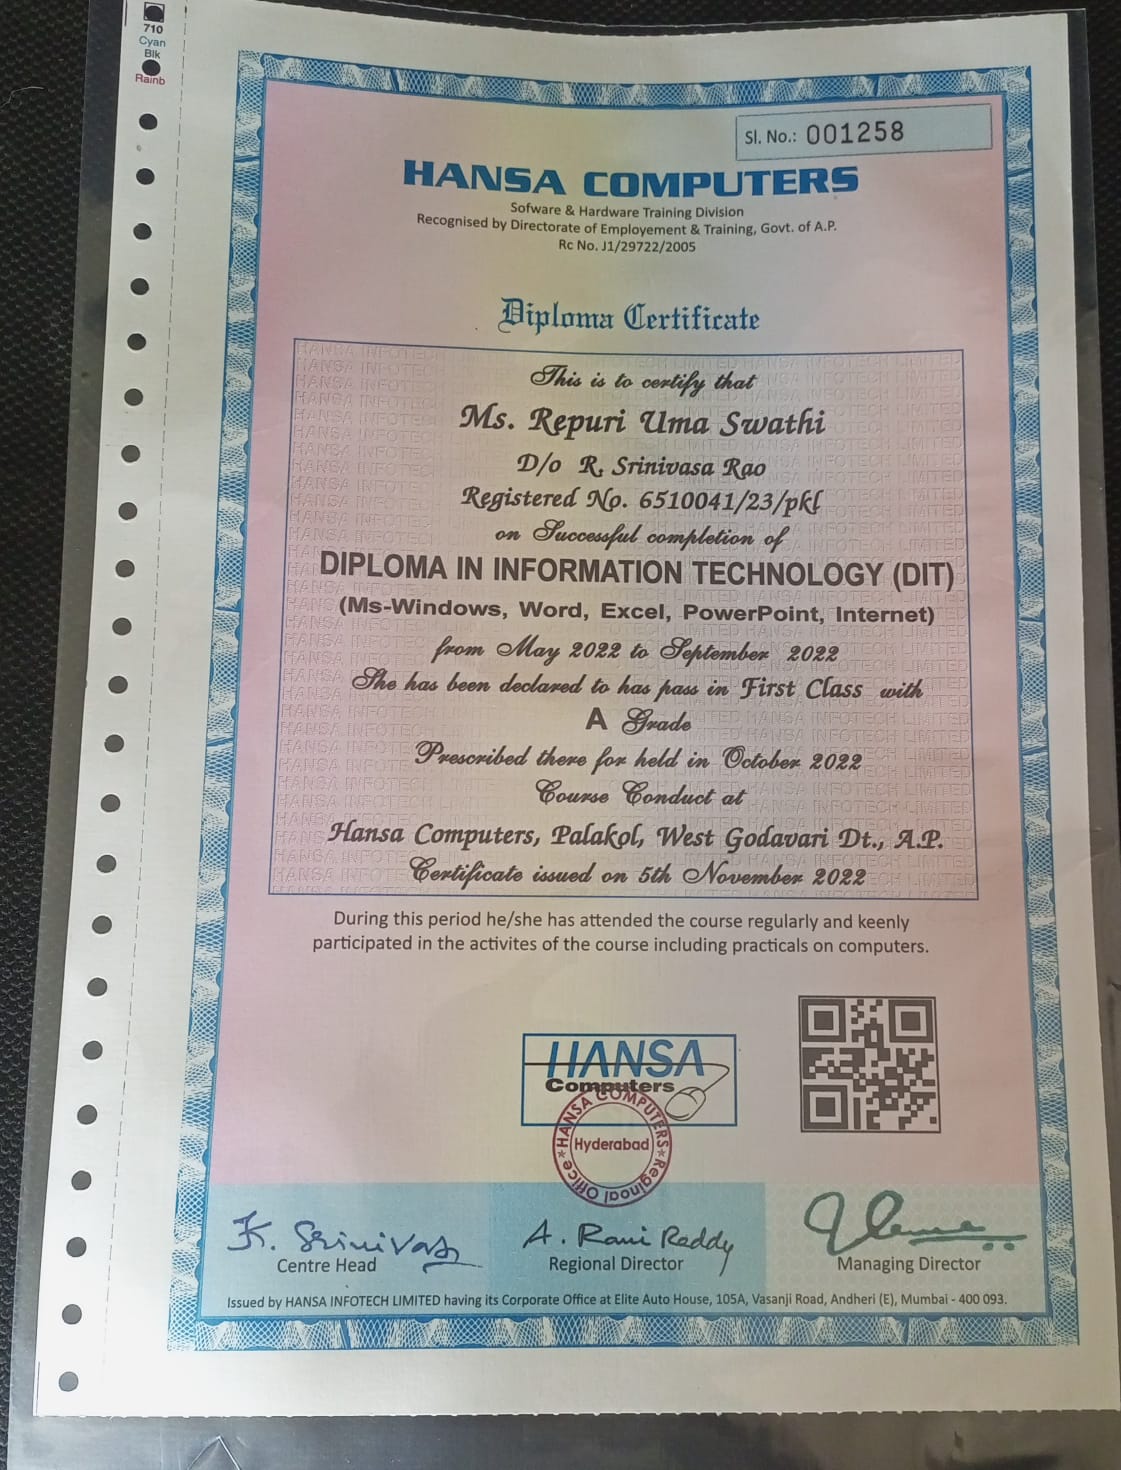 710
Cyan
Blk
Rainb
Sl. No.: 001258
HANSA COMPUTERS
Sofware & Hardware Training Division
Recognised by Directorate of Employement & Training, Govt. of A.P.
Rc No. J1/29722/2005
Diploma Certificate
This is to certify that
Ms. Repuri Uma Swathi
D/o R. Srinivasa Rao
Registered No. 6510041/23/pkl
on Successful completion of
DIPLOMA IN INFORMATION TECHNOLOGY (DIT)
(Ms-Windows, Word, Excel, PowerPoint, Internet)
from May 2022 to September 2022
She has been declared to has pass in First Class with
A Grade
Prescribed there for held in October 2022
Course Conduct at
Hansa Computers, Palakol, West Godavari Dt., A.P.
Certificate issued on 5th November 2022
During this period he/she has attended the course regularly and keenly
participated in the activites of the course including practicals on computers.
HANSA
Computers
HANSA COMPUTERS
Hyderabad
Reginoal Office
K. Srinivas
A. Rami Reddy
Centre Head
Regional Director
Managing Director
Issued by HANSA INFOTECH LIMITED having its Corporate Office at Elite Auto House, 105A, Vasanji Road, Andheri (E), Mumbai - 400 093.